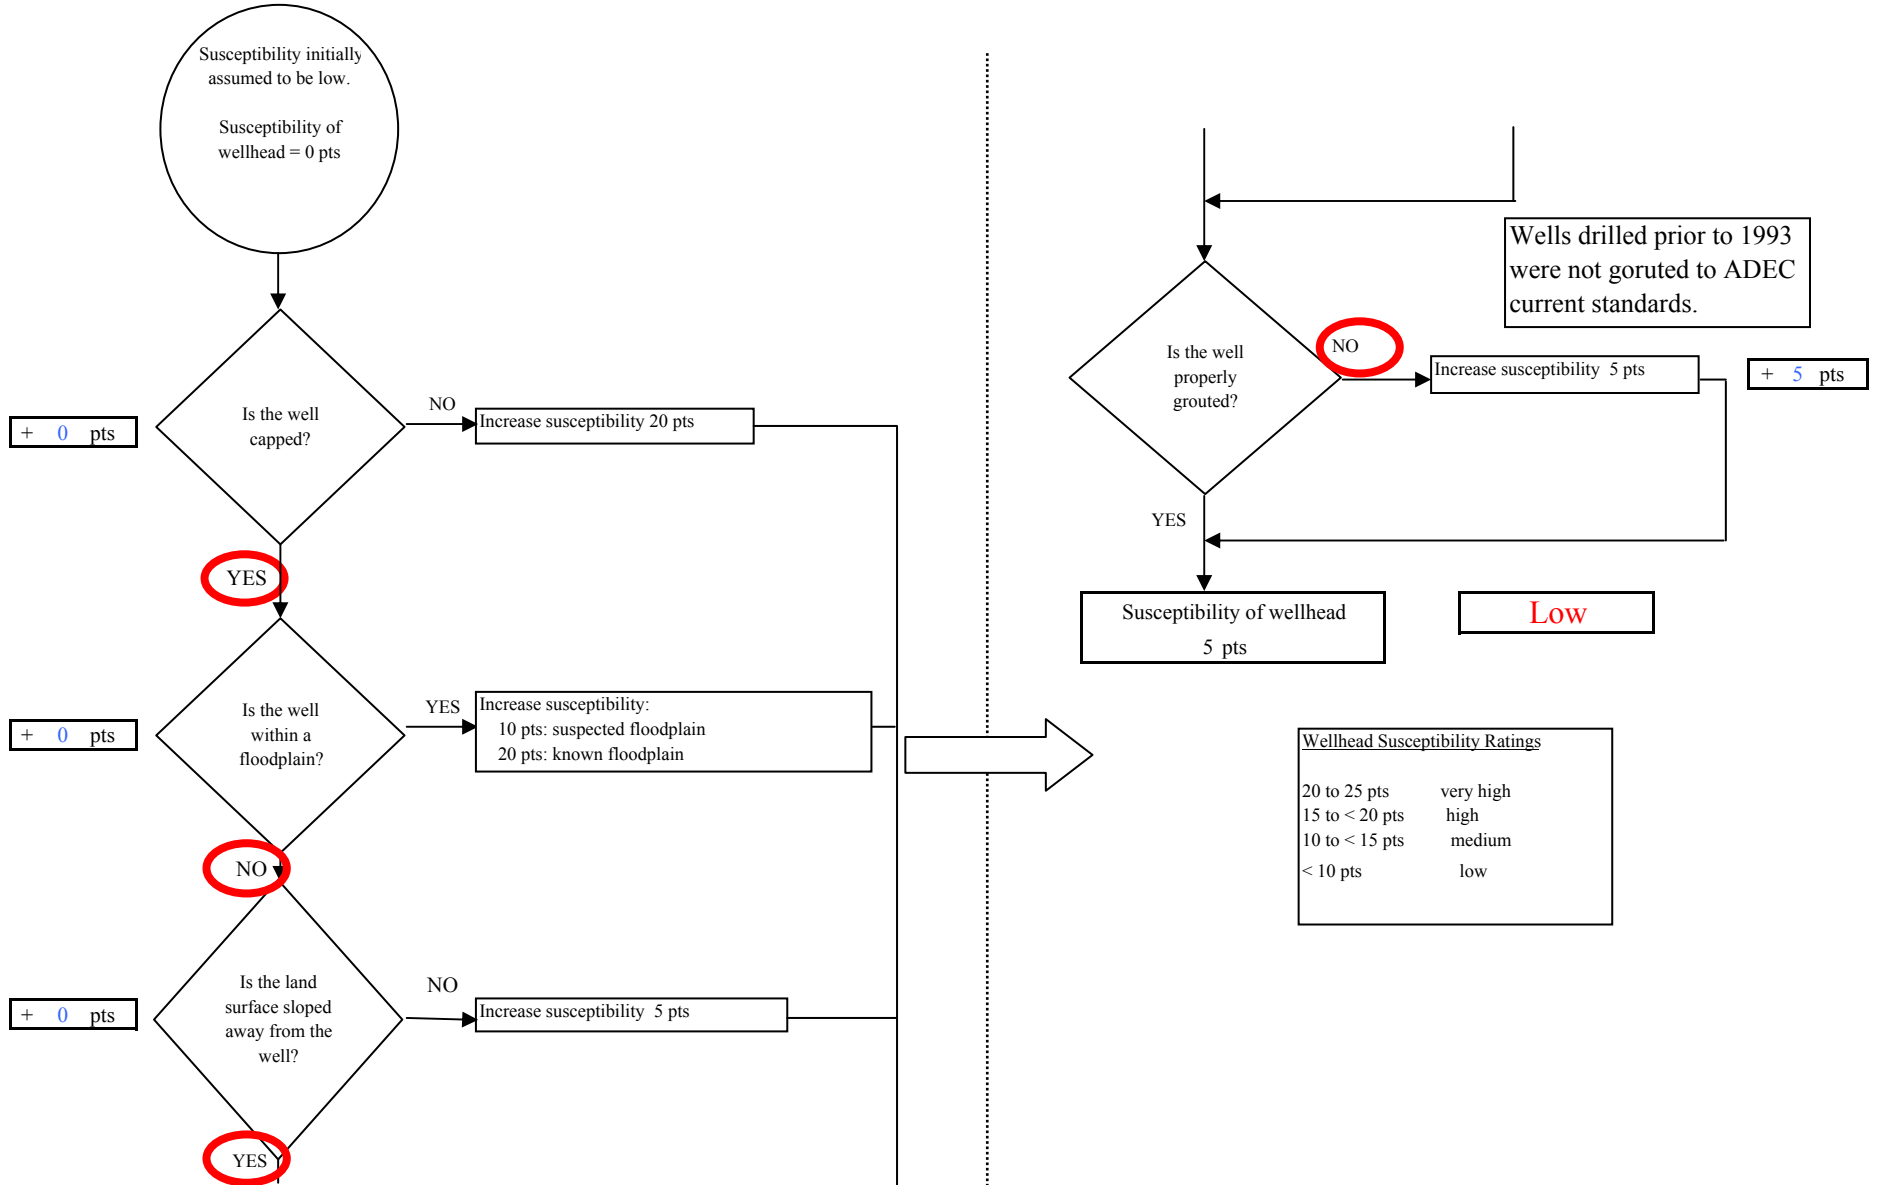 Susceptibility initially
assumed to be low.
Susceptibility of
wellhead = 0 pts
Is the well
capped?
NO
Increase susceptibility 20 pts
+ 0 pts
YES
Is the well
within a
floodplain?
YES
Increase susceptibility:
10 pts: suspected floodplain
20 pts: known floodplain
+ 0 pts
NO
Is the land
surface sloped
away from the
well?
NO
Increase susceptibility 5 pts
+ 0 pts
YES
Wells drilled prior to 1993
were not goruted to ADEC
current standards.
Is the well
properly
grouted?
NO
Increase susceptibility 5 pts
+ 5 pts
YES
Susceptibility of wellhead
5 pts
Low
Wellhead Susceptibility Ratings
20 to 25 pts very high
15 to < 20 pts high
10 to < 15 pts medium
< 10 pts low